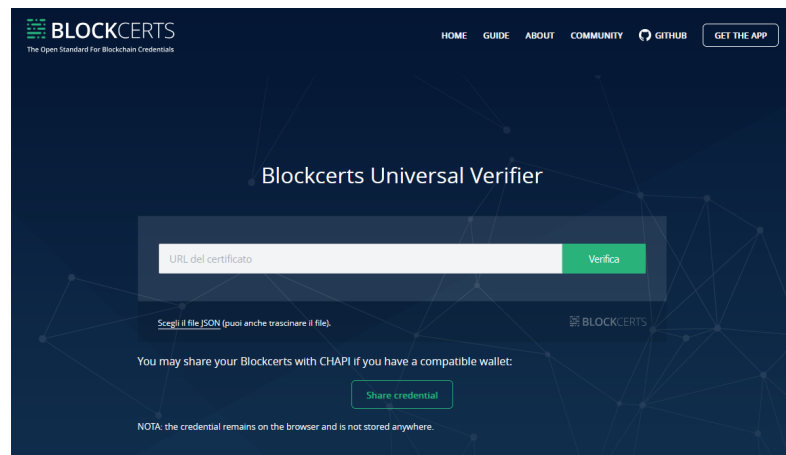 BLOCKCERTS
The Open Standard For Blockchain Credentials
HOME GUIDE ABOUT COMMUNITY GITHUB GET THE APP
Blockcerts Universal Verifier
URL del certificato Verifica
Scegli il file JSON (puoi anche trascinare il file). BLOCKCERTS
You may share your Blockcerts with CHAPI if you have a compatible wallet:
Share credential
NOTA: the credential remains on the browser and is not stored anywhere.